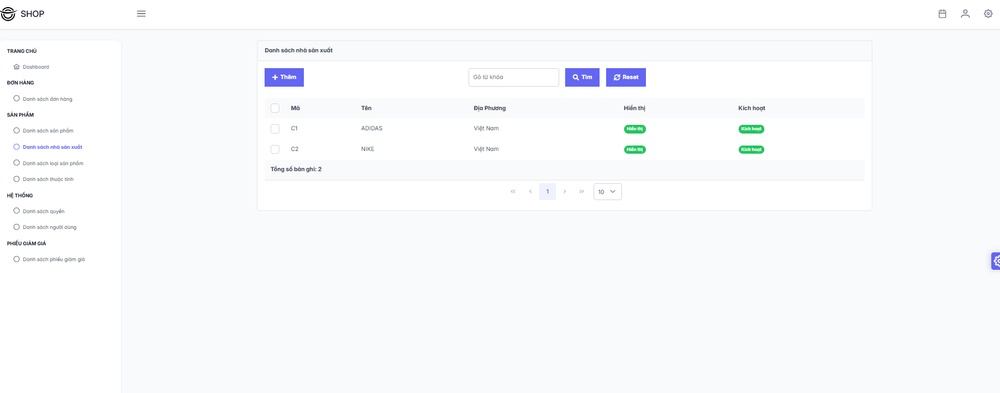 SHOP
TRANG CHỦ
Dashboard
ĐƠN HÀNG
Danh sách đơn hàng
SẢN PHẨM
Danh sách sản phẩm
Danh sách nhà sản xuất
Danh sách loại sản phẩm
Danh sách thuộc tính
HỆ THỐNG
Danh sách quyền
Danh sách người dùng
PHIẾU GIẢM GIÁ
Danh sách phiếu giảm giá
Danh sách nhà sản xuất
Thêm
Gõ từ khóa
Tìm
Reset
Mã Tên Địa Phương Hiển thị Kích hoạt
C1 ADIDAS Việt Nam Hiển thị Kích hoạt
C2 NIKE Việt Nam Hiển thị Kích hoạt
Tổng số bản ghi: 2
1
10